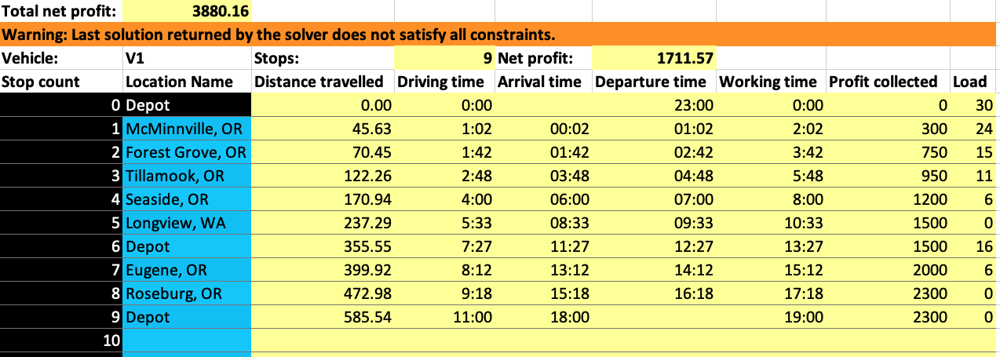 Total net profit: 3880.16
Warning: Last solution returned by the solver does not satisfy all constraints.
Vehicle: V1 Stops: 9 Net profit: 1711.57
Stop count Location Name Distance travelled Driving time Arrival time Departure time Working time Profit collected Load
0 Depot 0.00 0:00 23:00 0:00 0 30
1 McMinnville, OR 45.63 1:02 00:02 01:02 2:02 300 24
2 Forest Grove, OR 70.45 1:42 01:42 02:42 3:42 750 15
3 Tillamook, OR 122.26 2:48 03:48 04:48 5:48 950 11
4 Seaside, OR 170.94 4:00 06:00 07:00 8:00 1200 6
5 Longview, WA 237.29 5:33 08:33 09:33 10:33 1500 0
6 Depot 355.55 7:27 11:27 12:27 13:27 1500 16
7 Eugene, OR 399.92 8:12 13:12 14:12 15:12 2000 6
8 Roseburg, OR 472.98 9:18 15:18 16:18 17:18 2300 0
9 Depot 585.54 11:00 18:00 19:00 2300 0
10